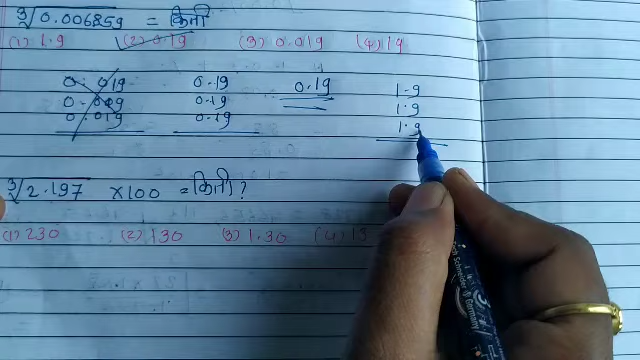 ∛0.006859 = किती
(1) 1.9 (2) 0.19 (3) 0.019 (4) 19
0.019 0.19 0.19 1.9
0.019 0.19 1.9
0.019 0.19 1.9
∛2.197 ×100 = किती?
(1) 230 (2) 130 (3) 1.30 (4) 13